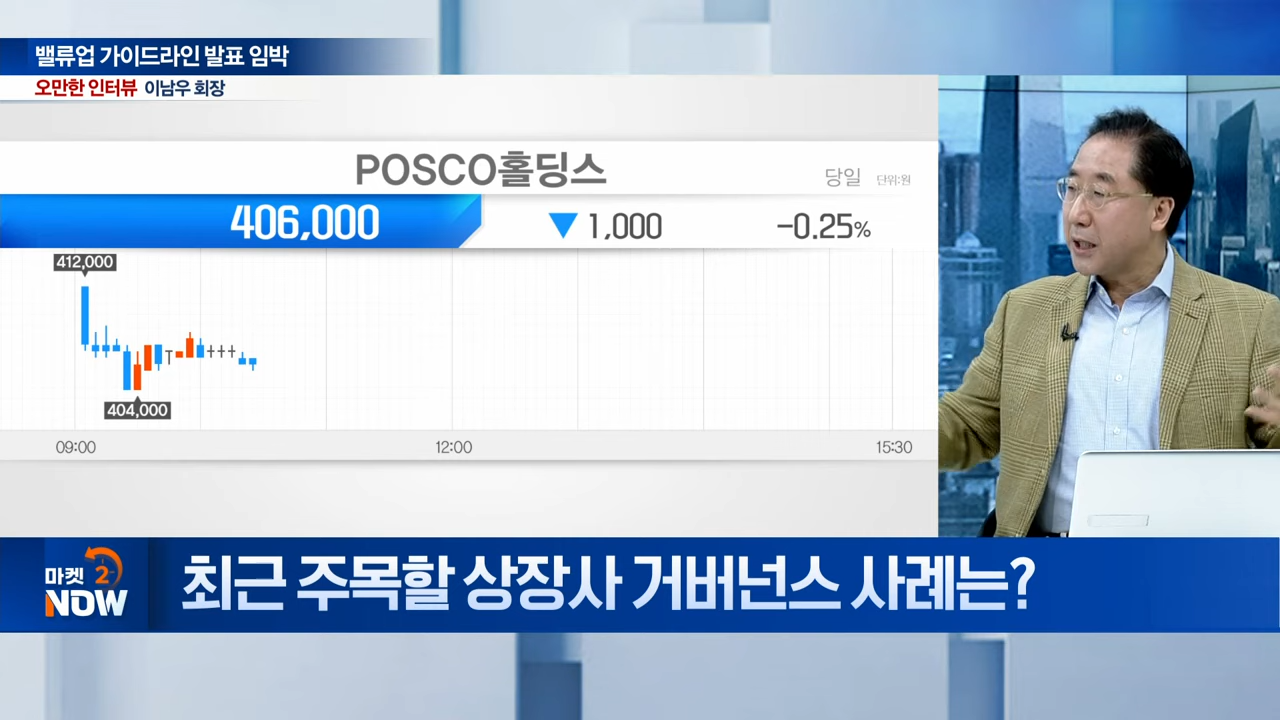 밸류업 가이드라인 발표 임박
오만한 인터뷰 이남우 회장
POSCO홀딩스 당일 단위:원
406,000 ▼ 1,000 -0.25%
412,000
404,000
09:00 12:00 15:30
마켓 2
NOW
최근 주목할 상장사 거버넌스 사례는?